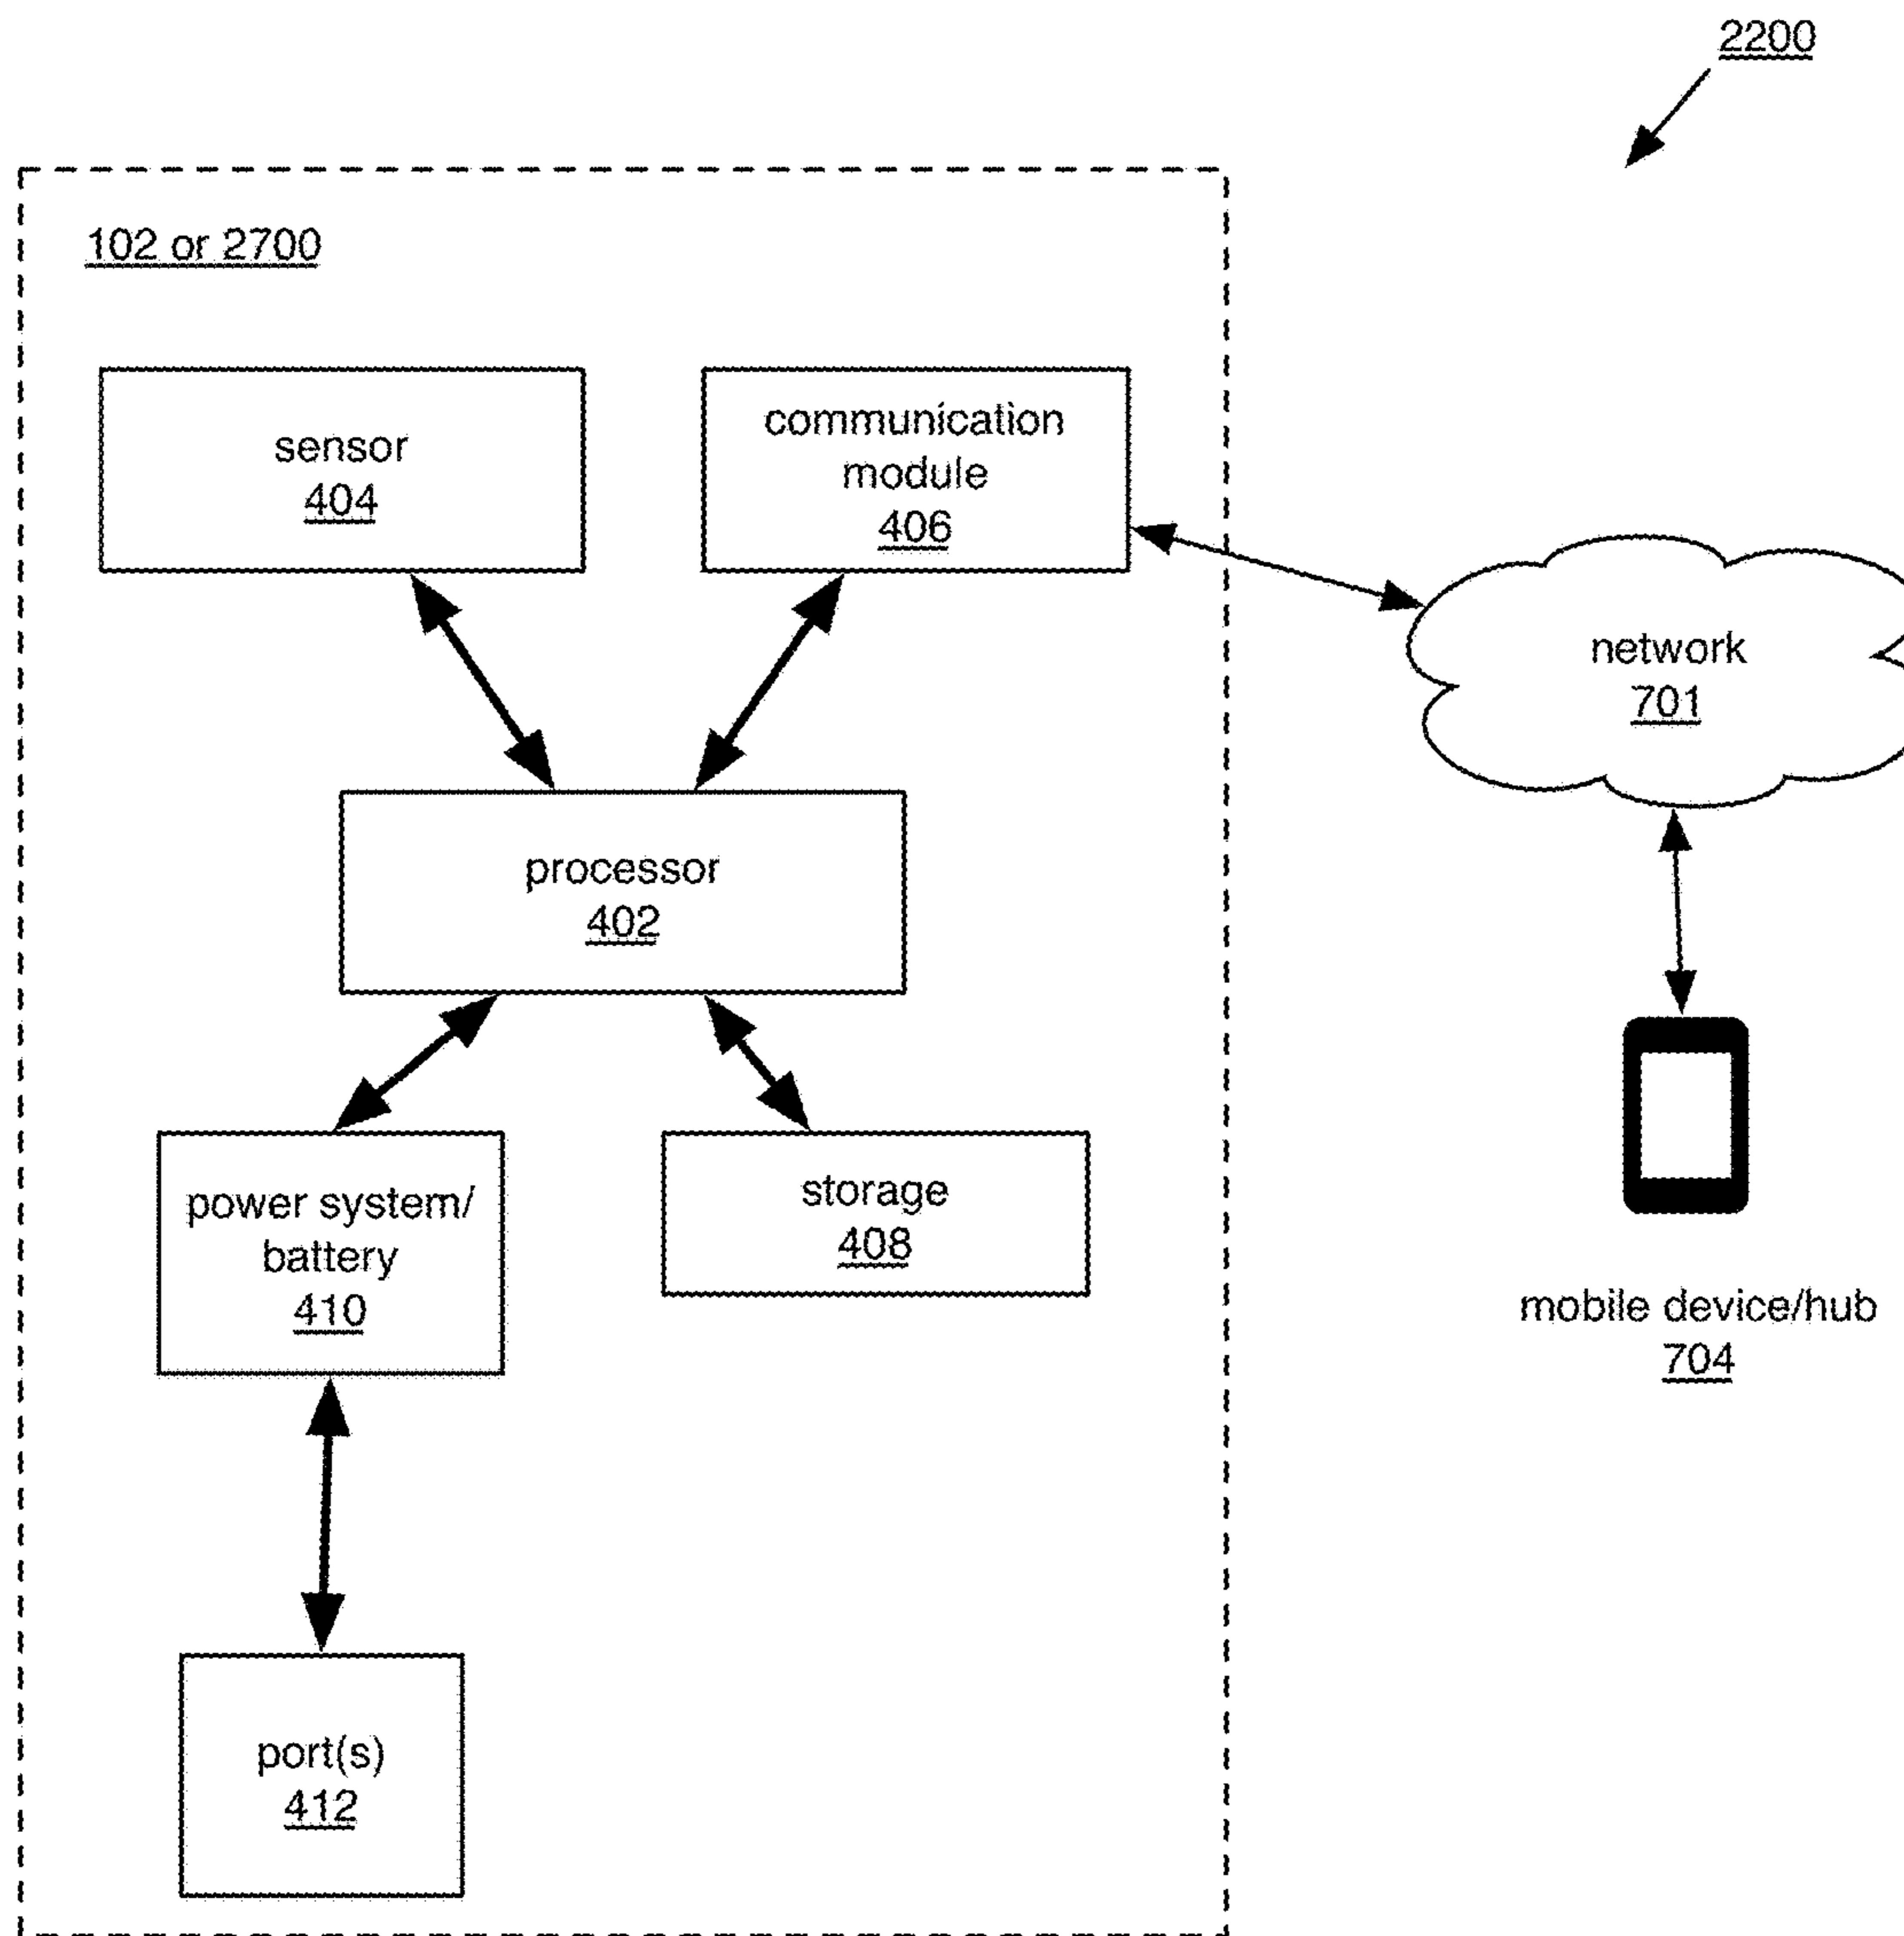 2200
102 or 2700
sensor
404
communication
module
406
network
701
processor
402
power system/
battery
410
storage
408
mobile device/hub
704
port(s)
412